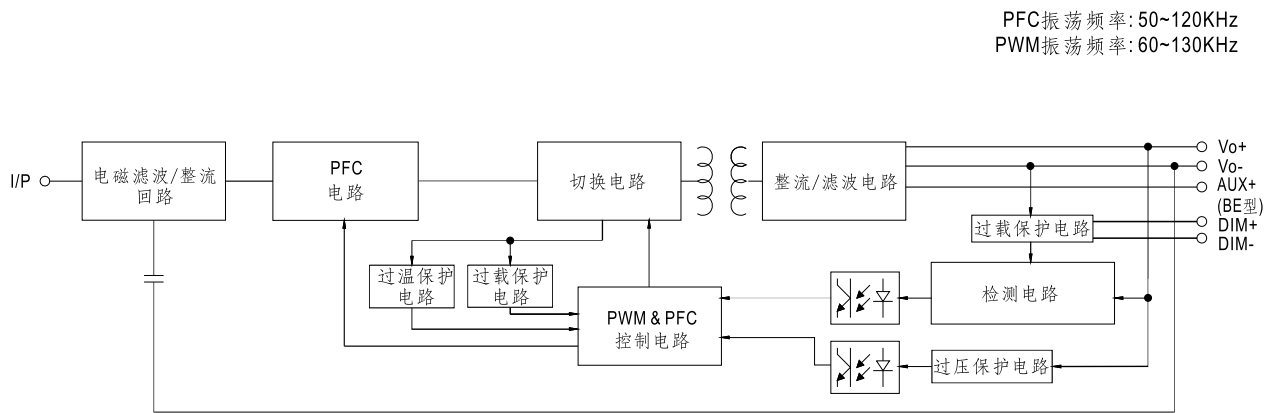 PFC振荡频率: 50~120KHz
PWM振荡频率: 60~130KHz
I/P
电磁滤波/整流
回路
PFC
电路
切换电路
整流/滤波电路
Vo+
Vo-
AUX+
(BE型)
DIM+
DIM-
过载保护电路
过温保护
电路
过载保护
电路
PWM & PFC
控制电路
检测电路
过压保护电路